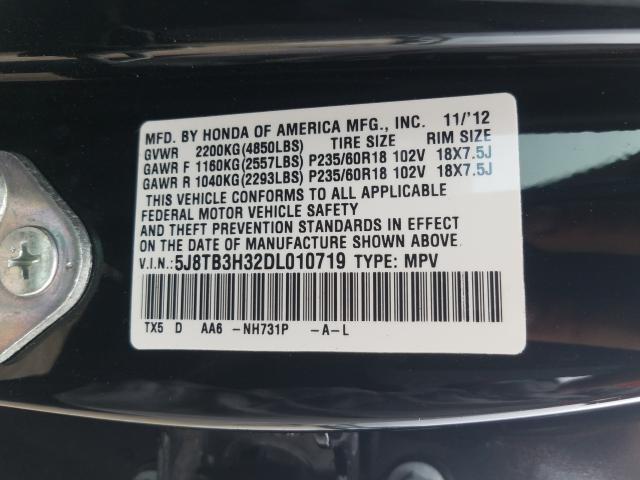 MFD. BY HONDA OF AMERICA MFG., INC. 11/'12
GVWR 2200KG(4850LBS) TIRE SIZE RIM SIZE
GAWR F 1160KG(2557LBS) P235/60R18 102V 18X7.5J
GAWR R 1040KG(2293LBS) P235/60R18 102V 18X7.5J
THIS VEHICLE CONFORMS TO ALL APPLICABLE
FEDERAL MOTOR VEHICLE SAFETY
AND THEFT PREVENTION STANDARDS IN EFFECT
ON THE DATE OF MANUFACTURE SHOWN ABOVE.
V.I.N.:5J8TB3H32DL010719 TYPE: MPV
TX5 D AA6 -NH731P -A-L